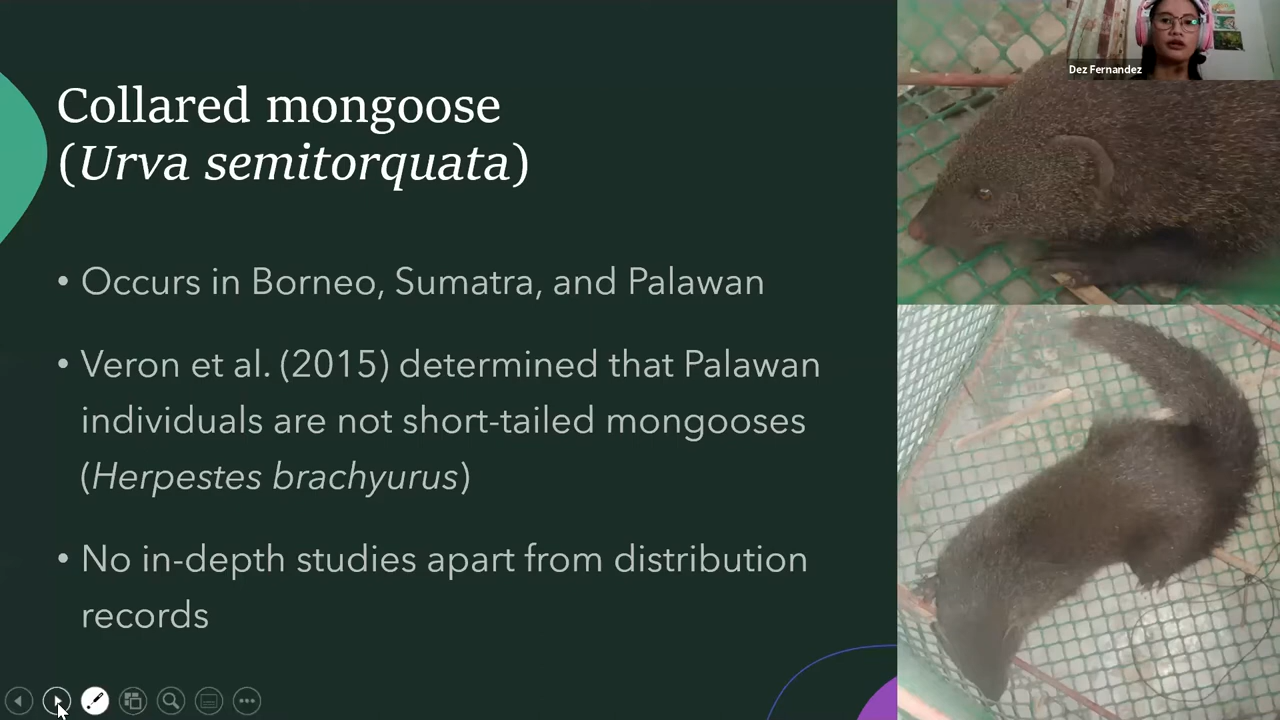 Collared mongoose
(Urva semitorquata)
• Occurs in Borneo, Sumatra, and Palawan
• Veron et al. (2015) determined that Palawan
individuals are not short-tailed mongooses
(Herpestes brachyurus)
• No in-depth studies apart from distribution
records
Dez Fernandez